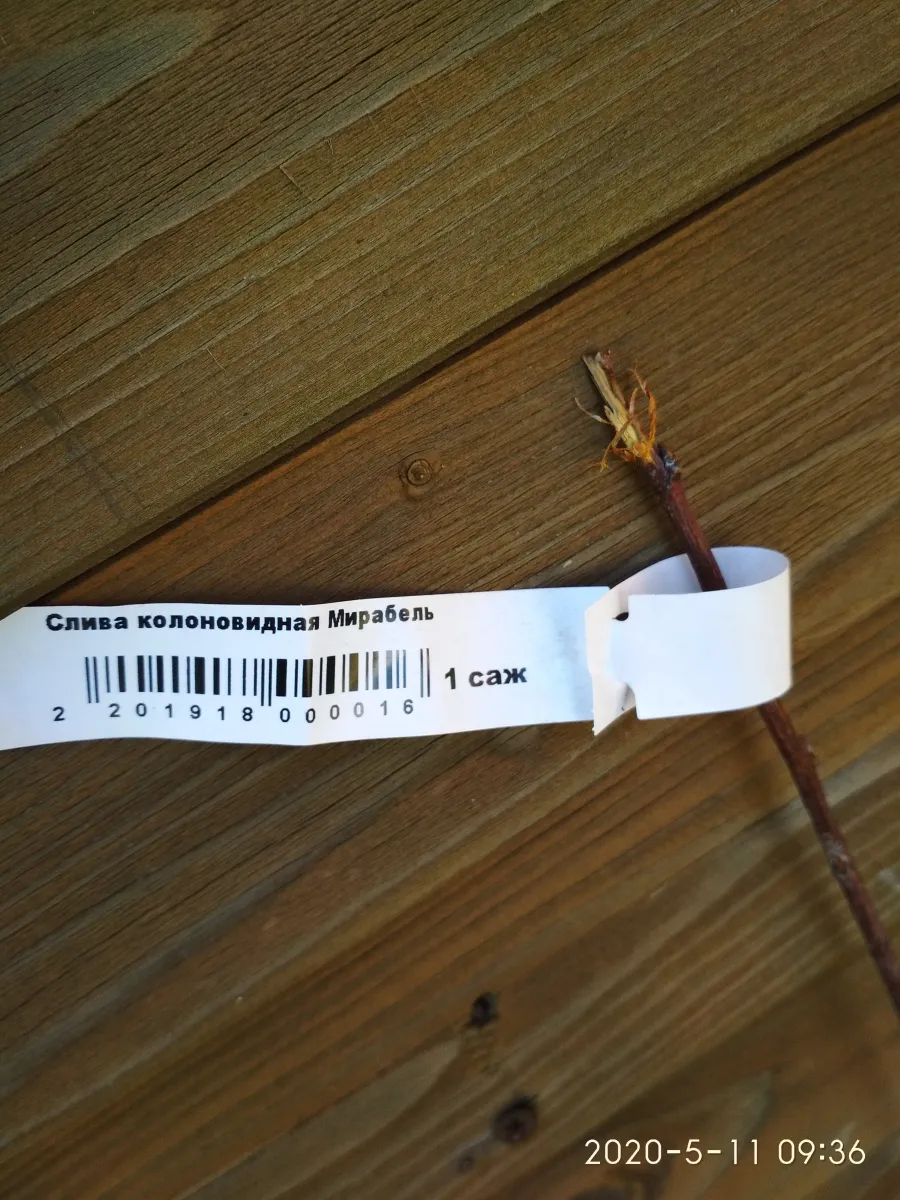 Слива колоновидная Мирабель
1 саж
2 201918 000016
2020-5-11 09:36